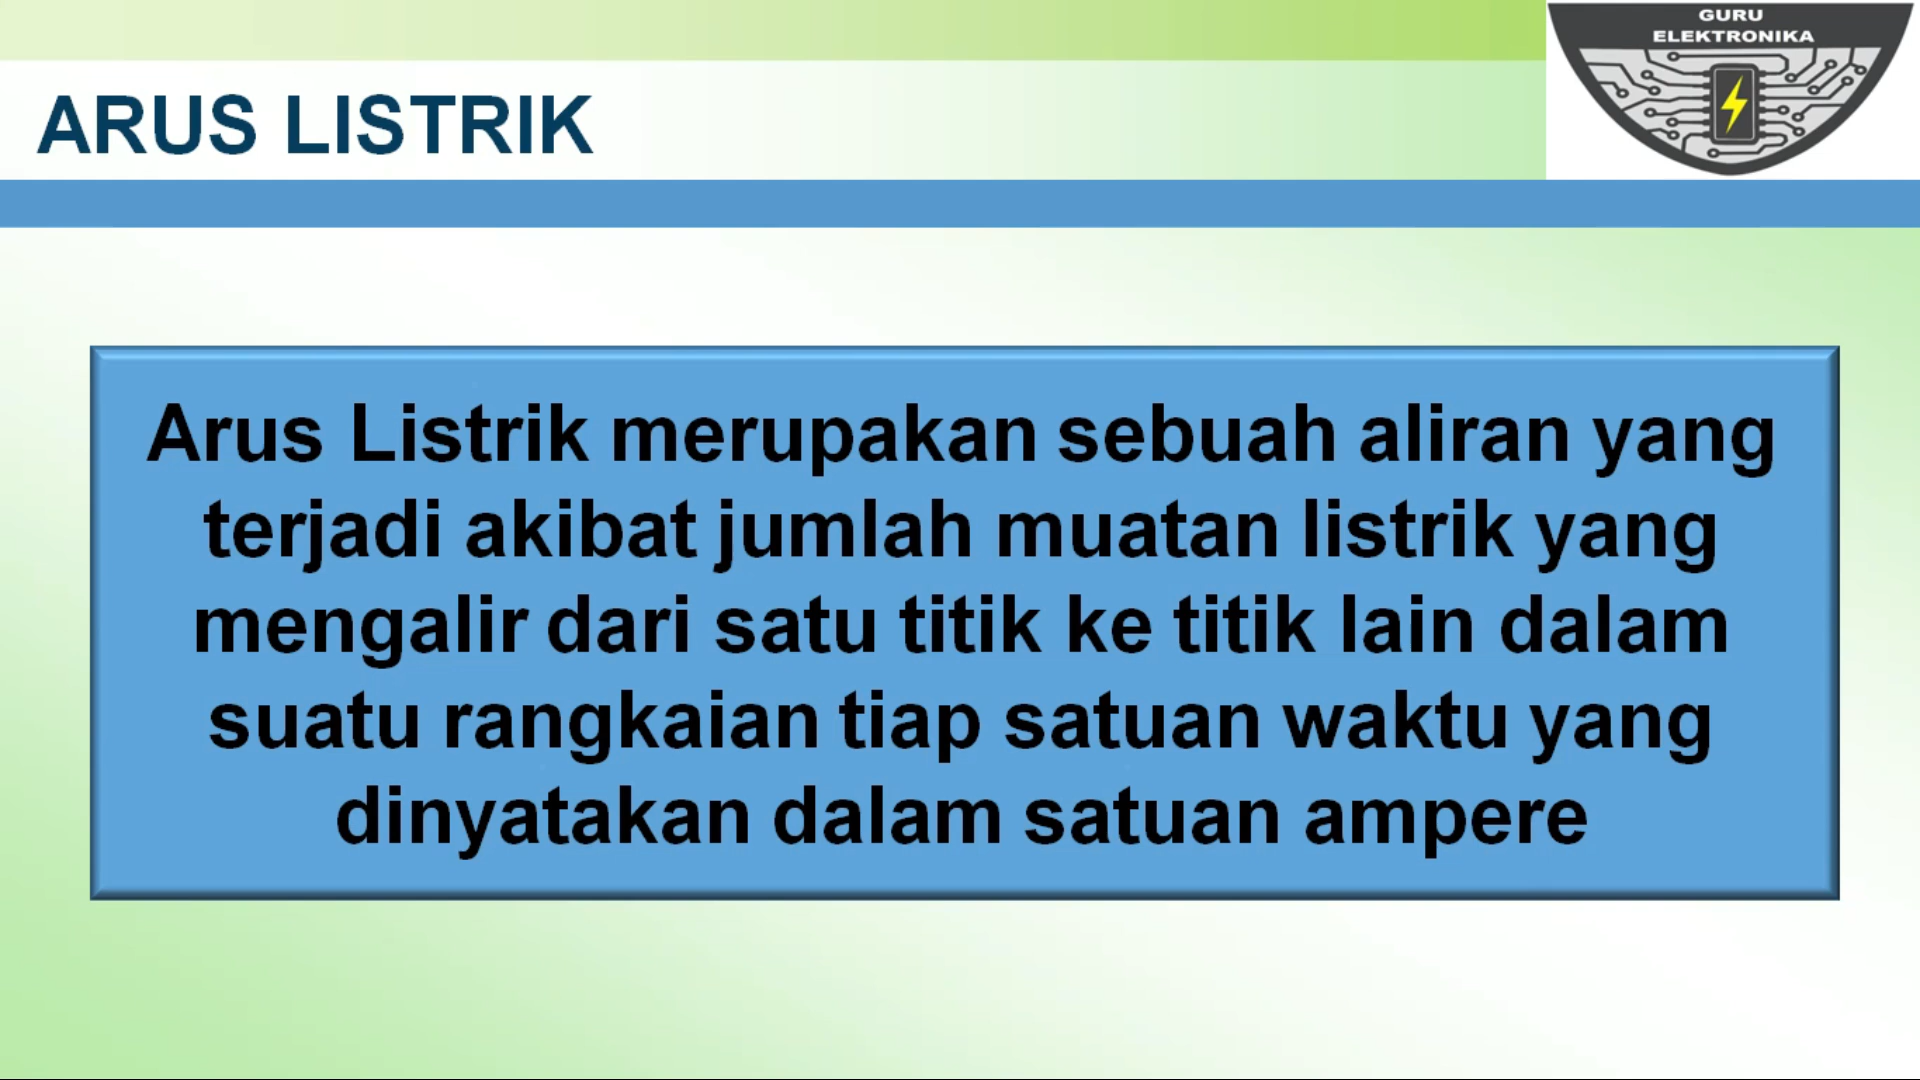 GURU
ELEKTRONIKA
ARUS LISTRIK
Arus Listrik merupakan sebuah aliran yang
terjadi akibat jumlah muatan listrik yang
mengalir dari satu titik ke titik lain dalam
suatu rangkaian tiap satuan waktu yang
dinyatakan dalam satuan ampere